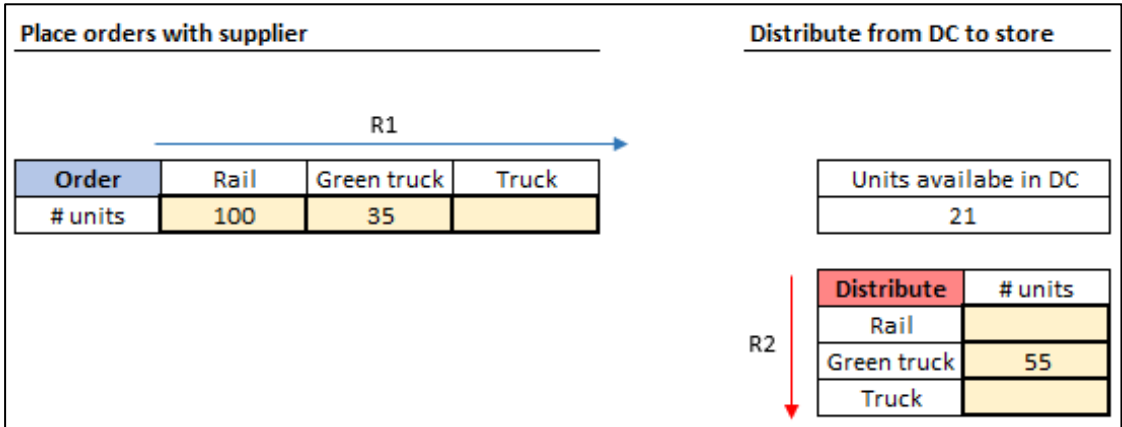 Place orders with supplier
Distribute from DC to store
R1
Order Rail Green truck Truck
# units 100 35
Units availabe in DC
21
Distribute # units
Rail
R2
Green truck 55
Truck